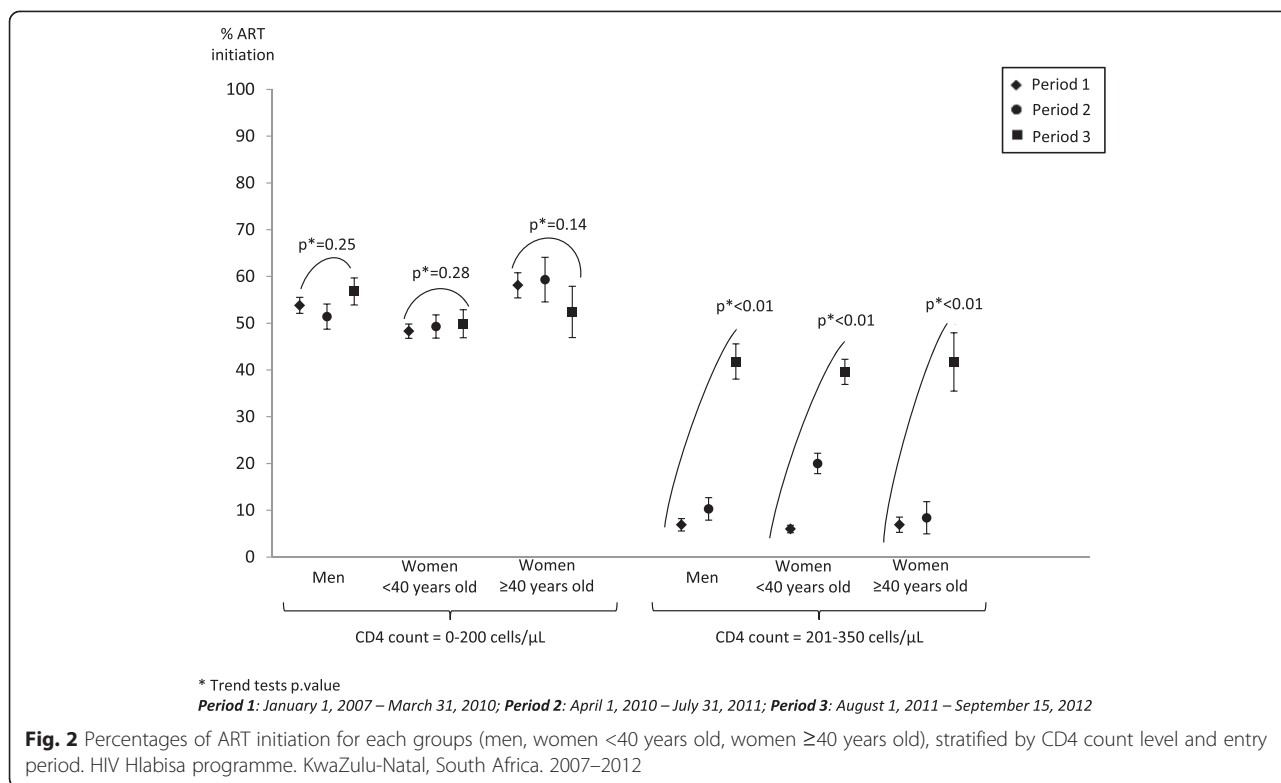 % ART
initiation
100
90
80
70
60
50
40
30
20
10
0
Period 1
Period 2
Period 3
p*=0.25
p*=0.28
p*=0.14
p*<0.01
p*<0.01
p*<0.01
Men
Women
<40 years old
Women
≥40 years old
Men
Women
<40 years old
Women
≥40 years old
CD4 count = 0-200 cells/µL
CD4 count = 201-350 cells/µL
* Trend tests p.value
Period 1: January 1, 2007 – March 31, 2010; Period 2: April 1, 2010 – July 31, 2011; Period 3: August 1, 2011 – September 15, 2012
Fig. 2 Percentages of ART initiation for each groups (men, women <40 years old, women ≥40 years old), stratified by CD4 count level and entry
period. HIV Hlabisa programme. KwaZulu-Natal, South Africa. 2007–2012